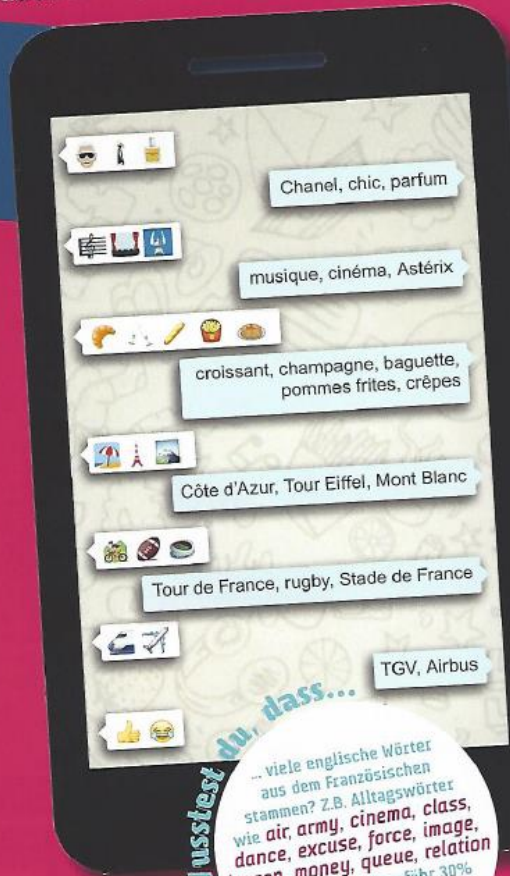 Chanel, chic, parfum
musique, cinéma, Astérix
croissant, champagne, baguette,
pommes frites, crêpes
Côte d'Azur, Tour Eiffel, Mont Blanc
Tour de France, rugby, Stade de France
TGV, Airbus
du, dass...
... viele englische Wörter
aus dem Französischen
stammen? Z.B. Alltagswörter
wie air, army, cinema, class,
dance, excuse, force, image,
money, queue, relation
30%